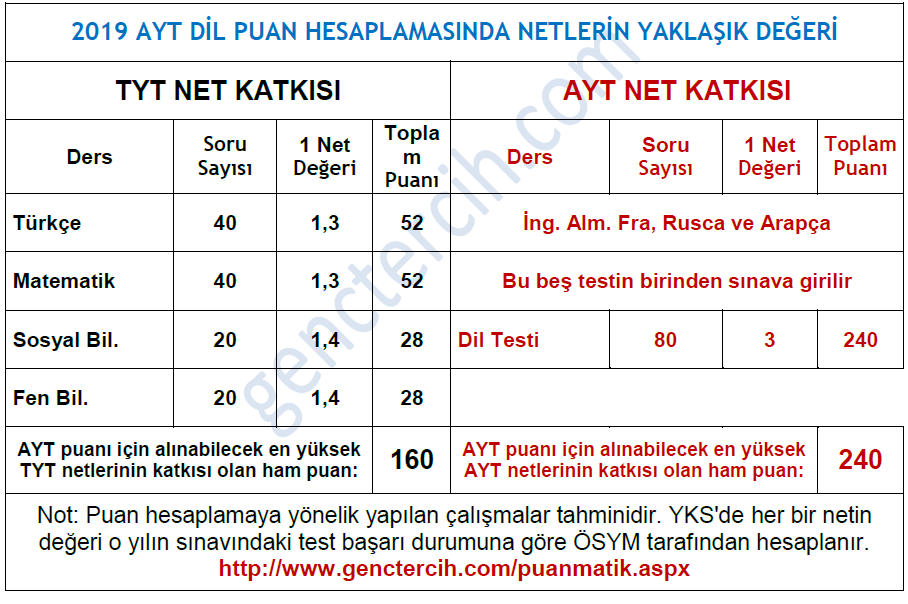 2019 AYT DİL PUAN HESAPLAMASINDA NETLERİN YAKLAŞIK DEĞERİ
TYT NET KATKISI AYT NET KATKISI
Ders Soru Sayısı 1 Net Değeri Toplam Puanı Ders Soru Sayısı 1 Net Değeri Toplam Puanı
Türkçe 40 1,3 52 İng. Alm. Fra, Rusca ve Arapça
Matematik 40 1,3 52 Bu beş testin birinden sınava girilir
Sosyal Bil. 20 1,4 28 Dil Testi 80 3 240
Fen Bil. 20 1,4 28
AYT puanı için alınabilecek en yüksek
TYT netlerinin katkısı olan ham puan: 160
AYT puanı için alınabilecek en yüksek
AYT netlerinin katkısı olan ham puan: 240
Not: Puan hesaplamaya yönelik yapılan çalışmalar tahminidir. YKS'de her bir netin
değeri o yılın sınavındaki test başarı durumuna göre ÖSYM tarafından hesaplanır.
http://www.genctercih.com/puanmatik.aspx
genctercih.com